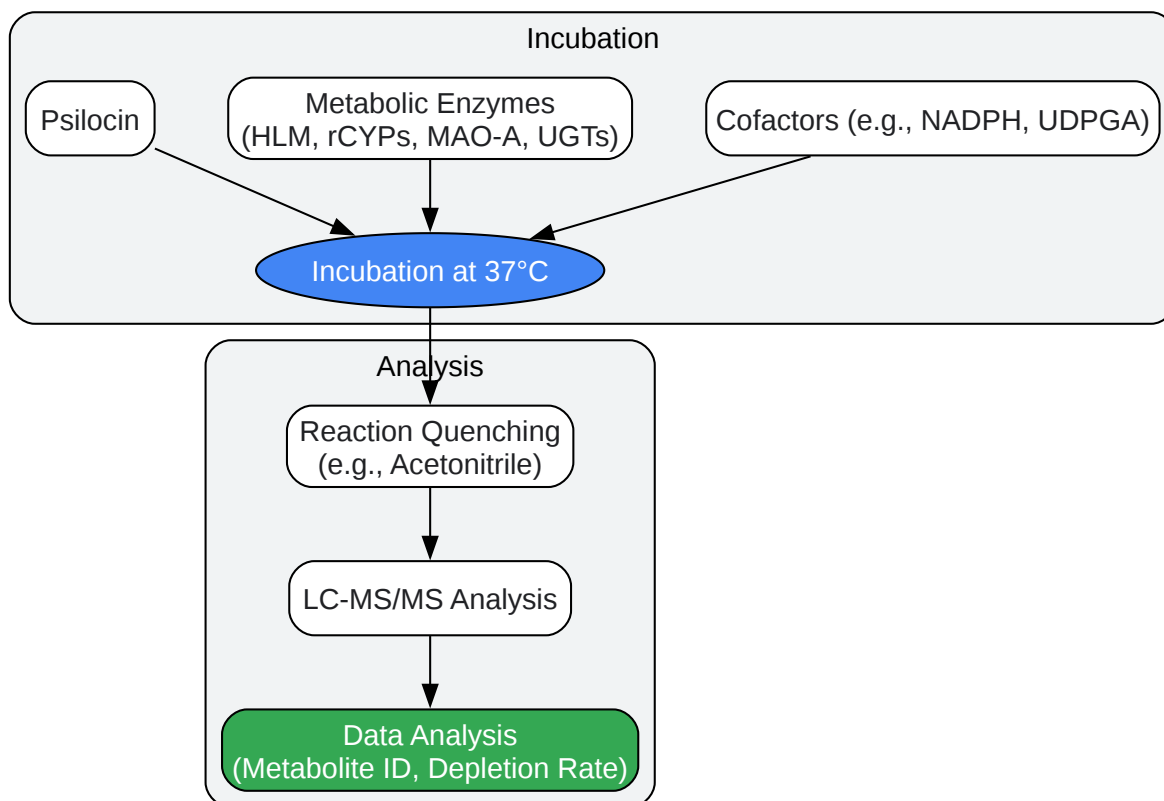 Incubation
Psilocin
Metabolic Enzymes
(HLM, rCYPs, MAO-A, UGTs)
Cofactors (e.g., NADPH, UDPGA)
Incubation at 37°C
Analysis
Reaction Quenching
(e.g., Acetonitrile)
LC-MS/MS Analysis
Data Analysis
(Metabolite ID, Depletion Rate)